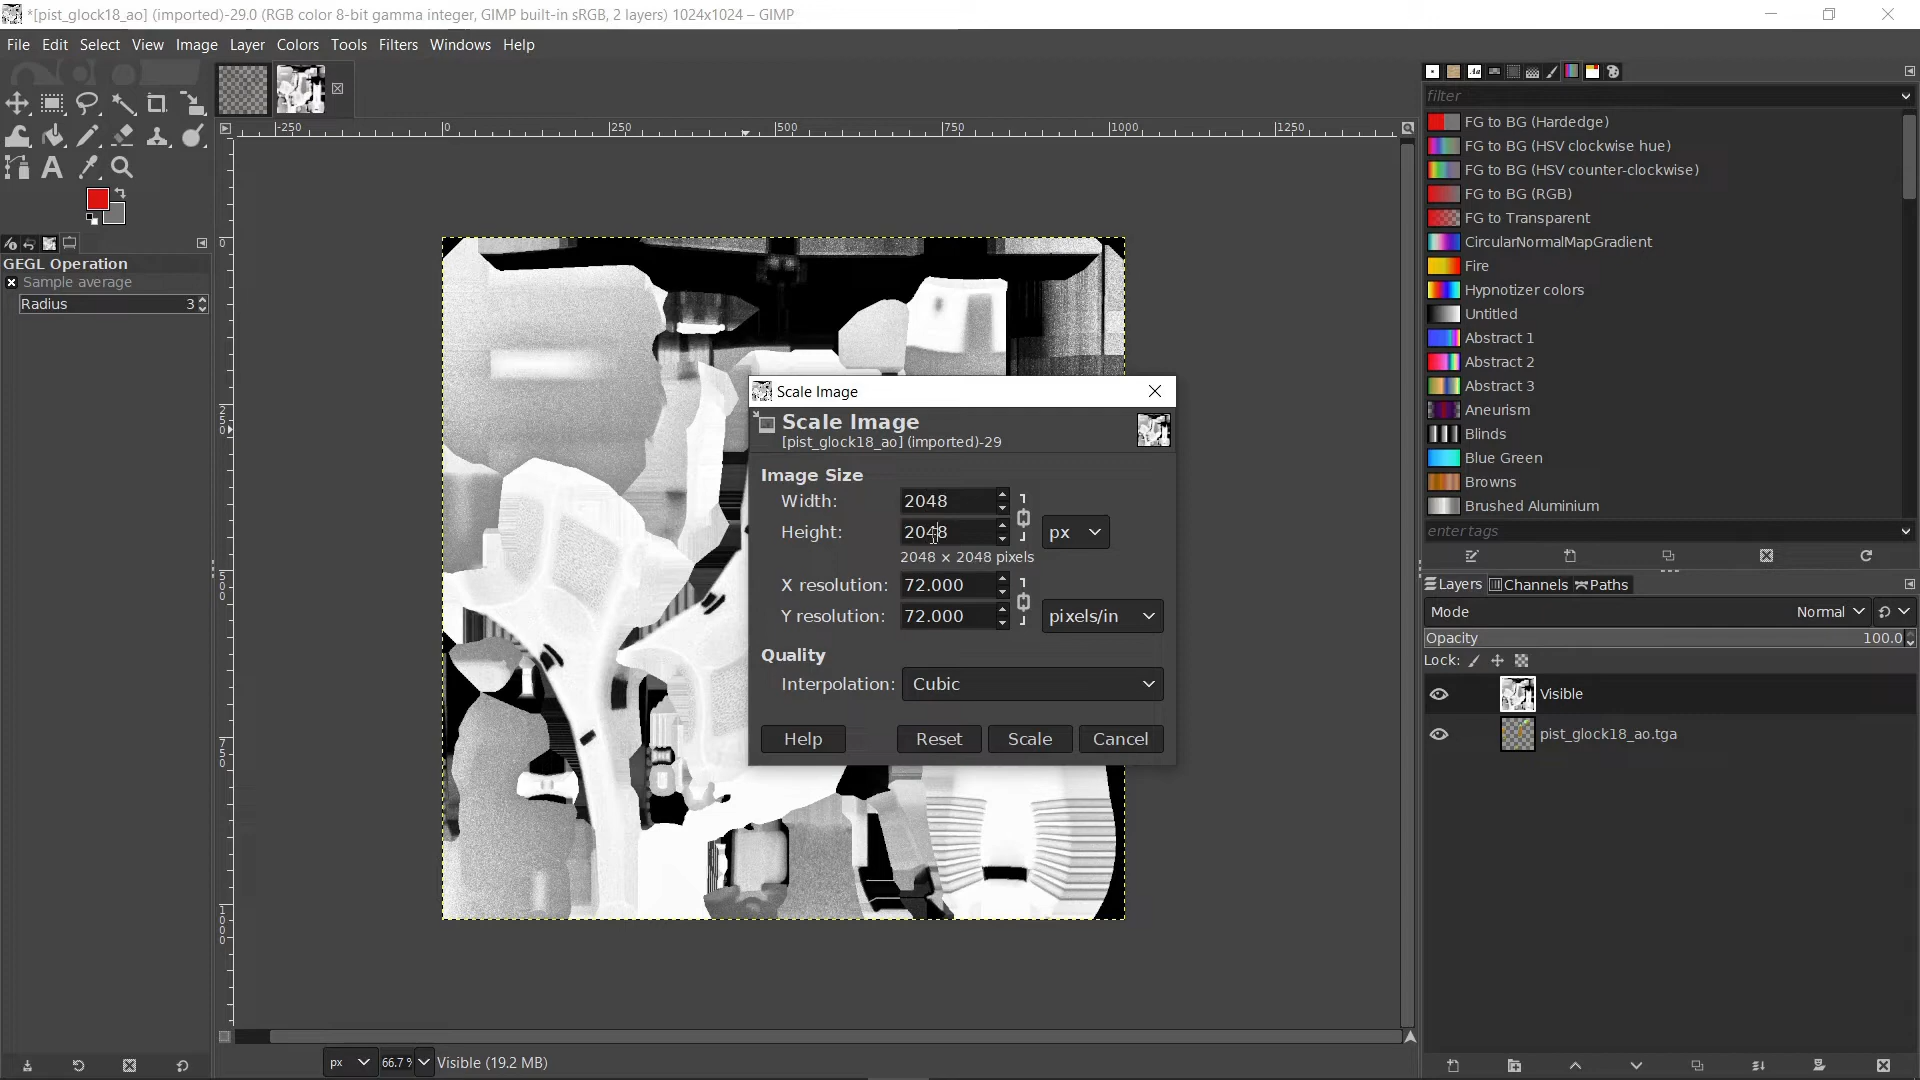 *[pist_glock18_ao] (imported)-29.0 (RGB color 8-bit gamma integer, GIMP built-in sRGB, 2 layers) 1024x1024 – GIMP
File Edit Select View Image Layer Colors Tools Filters Windows Help
filter
-250 0 250 500 750 1000 1250
FG to BG (Hardedge)
FG to BG (HSV clockwise hue)
FG to BG (HSV counter-clockwise)
FG to BG (RGB)
FG to Transparent
CircularNormalMapGradient
Fire
Hypnotizer colors
Untitled
Abstract 1
Abstract 2
Abstract 3
Aneurism
Blinds
Blue Green
Browns
Brushed Aluminium
enter tags
GEGL Operation
Sample average
Radius 3
0
250
500
750
1000
Scale Image
Scale Image
[pist_glock18_ao] (imported)-29
Image Size
Width: 2048
Height: 2048 px
2048 × 2048 pixels
X resolution: 72.000
Y resolution: 72.000 pixels/in
Quality
Interpolation: Cubic
Help Reset Scale Cancel
Layers Channels Paths
Mode Normal
Opacity 100.0
Lock:
Visible
pist_glock18_ao.tga
px 66.7 % Visible (19.2 MB)